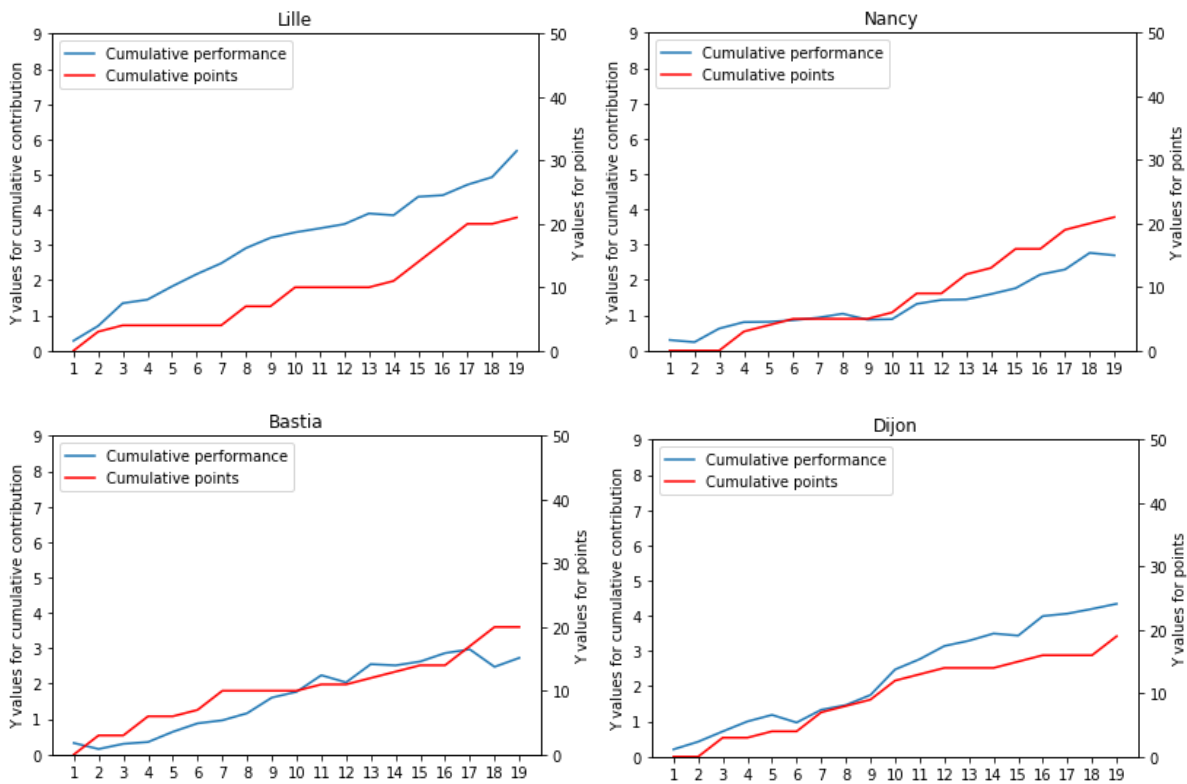 Lille
Cumulative performance
Cumulative points
Y values for cumulative contribution
Y values for points
0 1 2 3 4 5 6 7 8 9
0 10 20 30 40 50
1 2 3 4 5 6 7 8 9 10 11 12 13 14 15 16 17 18 19
Nancy
Cumulative performance
Cumulative points
Y values for cumulative contribution
Y values for points
0 1 2 3 4 5 6 7 8 9
0 10 20 30 40 50
1 2 3 4 5 6 7 8 9 10 11 12 13 14 15 16 17 18 19
Bastia
Cumulative performance
Cumulative points
Y values for cumulative contribution
Y values for points
0 1 2 3 4 5 6 7 8 9
0 10 20 30 40 50
1 2 3 4 5 6 7 8 9 10 11 12 13 14 15 16 17 18 19
Dijon
Cumulative performance
Cumulative points
Y values for cumulative contribution
Y values for points
0 1 2 3 4 5 6 7 8 9
0 10 20 30 40 50
1 2 3 4 5 6 7 8 9 10 11 12 13 14 15 16 17 18 19